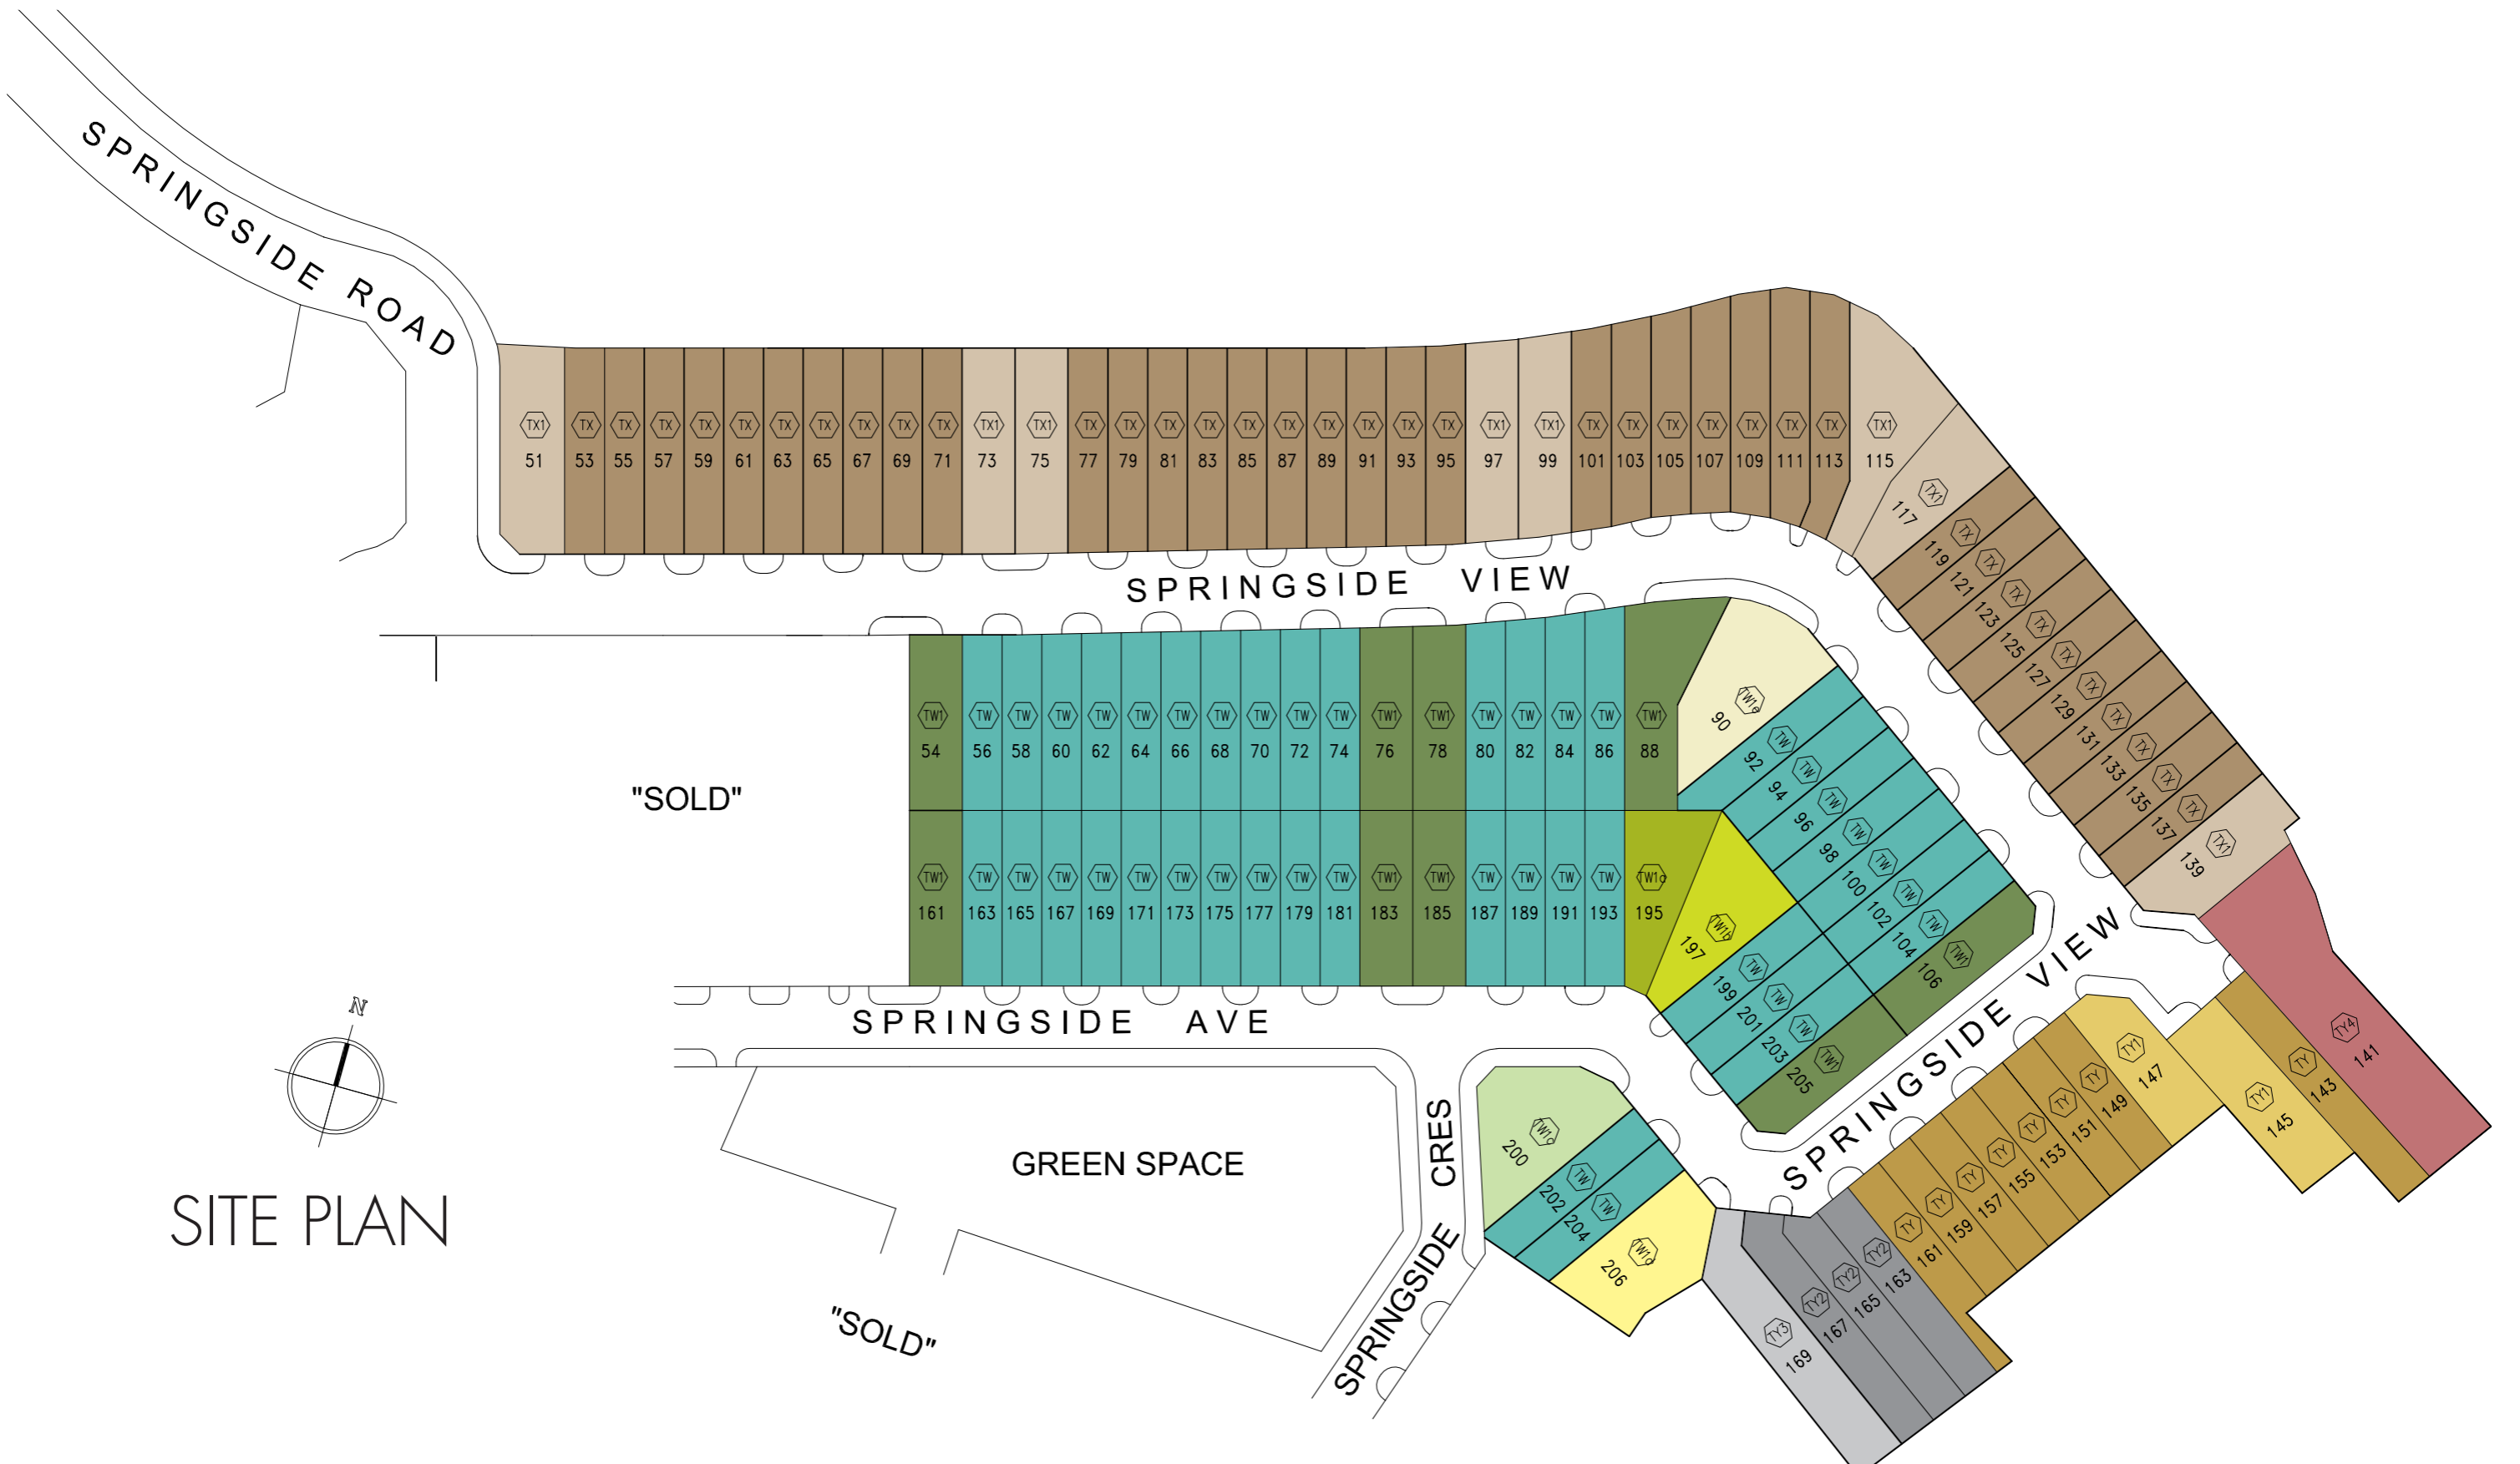 SPRINGSIDE ROAD
TX1 TX TX TX TX TX TX TX TX TX TX TX1 TX1 TX TX TX TX TX TX TX TX TX TX TX1 TX1 TX TX TX TX TX TX TX TX1
51 53 55 57 59 61 63 65 67 69 71 73 75 77 79 81 83 85 87 89 91 93 95 97 99 101 103 105 107 109 111 113 115
TX1 117
TX 119
TX 121
TX 123
TX 125
TX 127
TX 129
TX 131
TX 133
TX 135
TX 137
TX1 139
SPRINGSIDE VIEW
TW1 TW TW TW TW TW TW TW TW TW TW TW1 TW1 TW TW TW TW TW1
54 56 58 60 62 64 66 68 70 72 74 76 78 80 82 84 86 88
TW1e 90
TW 92
TW 94
TW 96
TW 98
TW 100
TW 102
TW 104
TW1 106
"SOLD"
TW1 TW TW TW TW TW TW TW TW TW TW TW1 TW1 TW TW TW TW TW1a
161 163 165 167 169 171 173 175 177 179 181 183 185 187 189 191 193 195
TW1b 197
TW 199
TW 201
TW 203
TW1 205
SPRINGSIDE VIEW
TY4 141
TY 143
TY1 145
TY1 147
TY 149
TY 151
TY 153
TY 155
TY 157
TY 159
TY 161
TY2 163
TY2 165
TY2 167
TY3 169
SPRINGSIDE AVE
N
SITE PLAN
GREEN SPACE
SPRINGSIDE CRES
TW1c 200
TW 202
TW 204
TW1d 206
"SOLD"